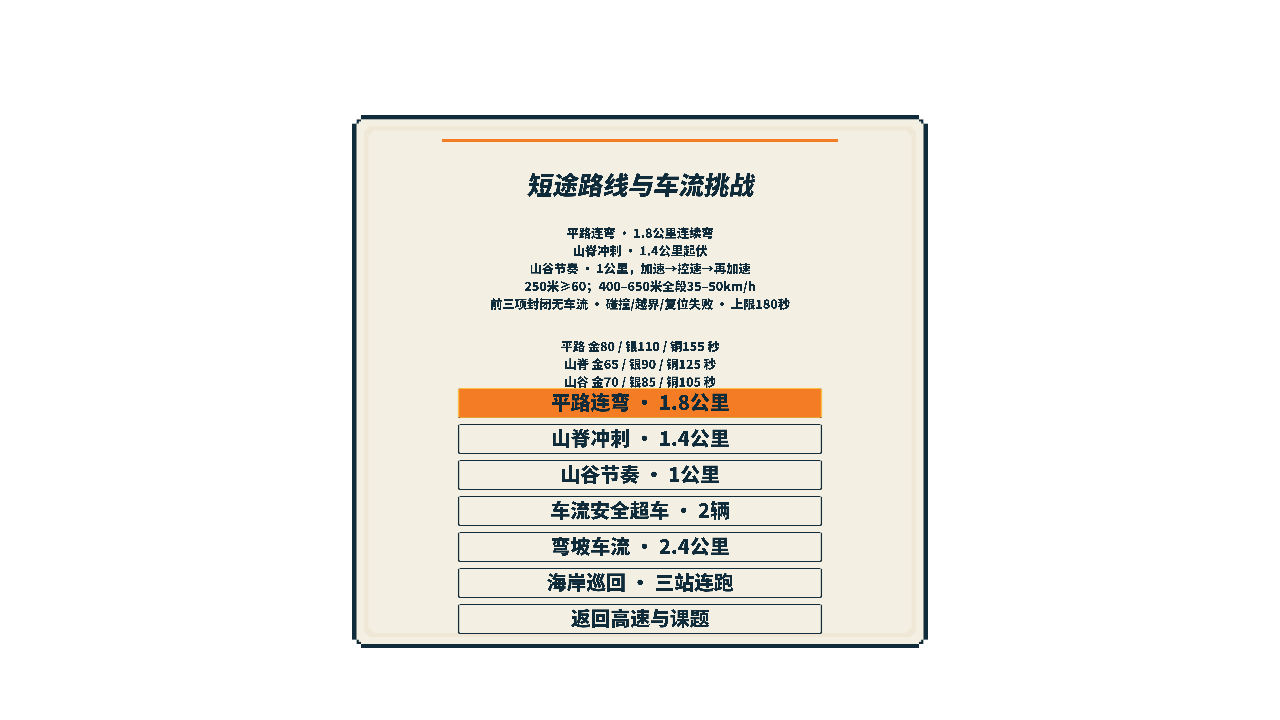 短途路线与车流挑战
平路连弯 · 1.8公里连续弯
山脊冲刺 · 1.4公里起伏
山谷节奏 · 1公里，加速→控速→再加速
250米≥60；400–650米全段35–50km/h
前三项封闭无车流 · 碰撞/越界/复位失败 · 上限180秒
平路 金80 / 银110 / 铜155 秒
山脊 金65 / 银90 / 铜125 秒
山谷 金70 / 银85 / 铜105 秒
平路连弯 · 1.8公里
山脊冲刺 · 1.4公里
山谷节奏 · 1公里
车流安全超车 · 2辆
弯坡车流 · 2.4公里
海岸巡回 · 三站连跑
返回高速与课题